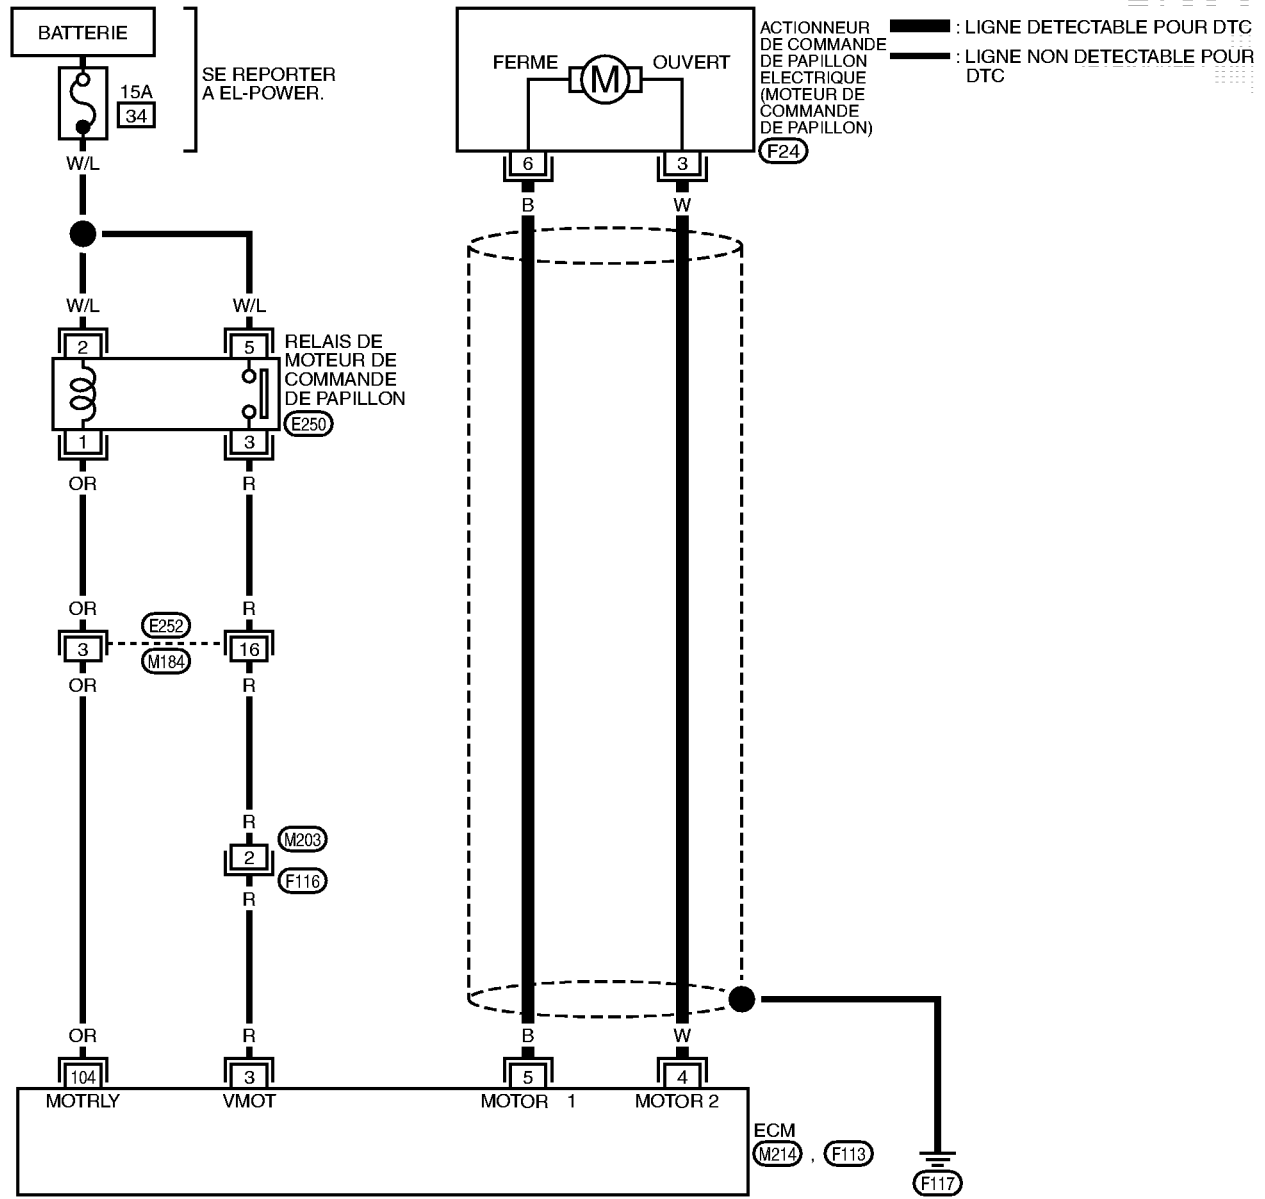 BATTERIE
15A
34
SE REPORTER
A EL-POWER.
W/L
W/L
W/L
2
5
RELAIS DE
MOTEUR DE
COMMANDE
DE PAPILLON
E250
1
3
OR
R
OR
R
E252
3
16
M184
OR
R
R
M203
2
F116
R
OR
R
104
3
MOTRLY
VMOT
FERME
M
OUVERT
ACTIONNEUR
DE COMMANDE
DE PAPILLON
ELECTRIQUE
(MOTEUR DE
COMMANDE
DE PAPILLON)
F24
6
3
B
W
B
W
5
4
MOTOR 1
MOTOR 2
ECM
M214 , F113
F117
: LIGNE DETECTABLE POUR DTC
: LIGNE NON DETECTABLE POUR
DTC